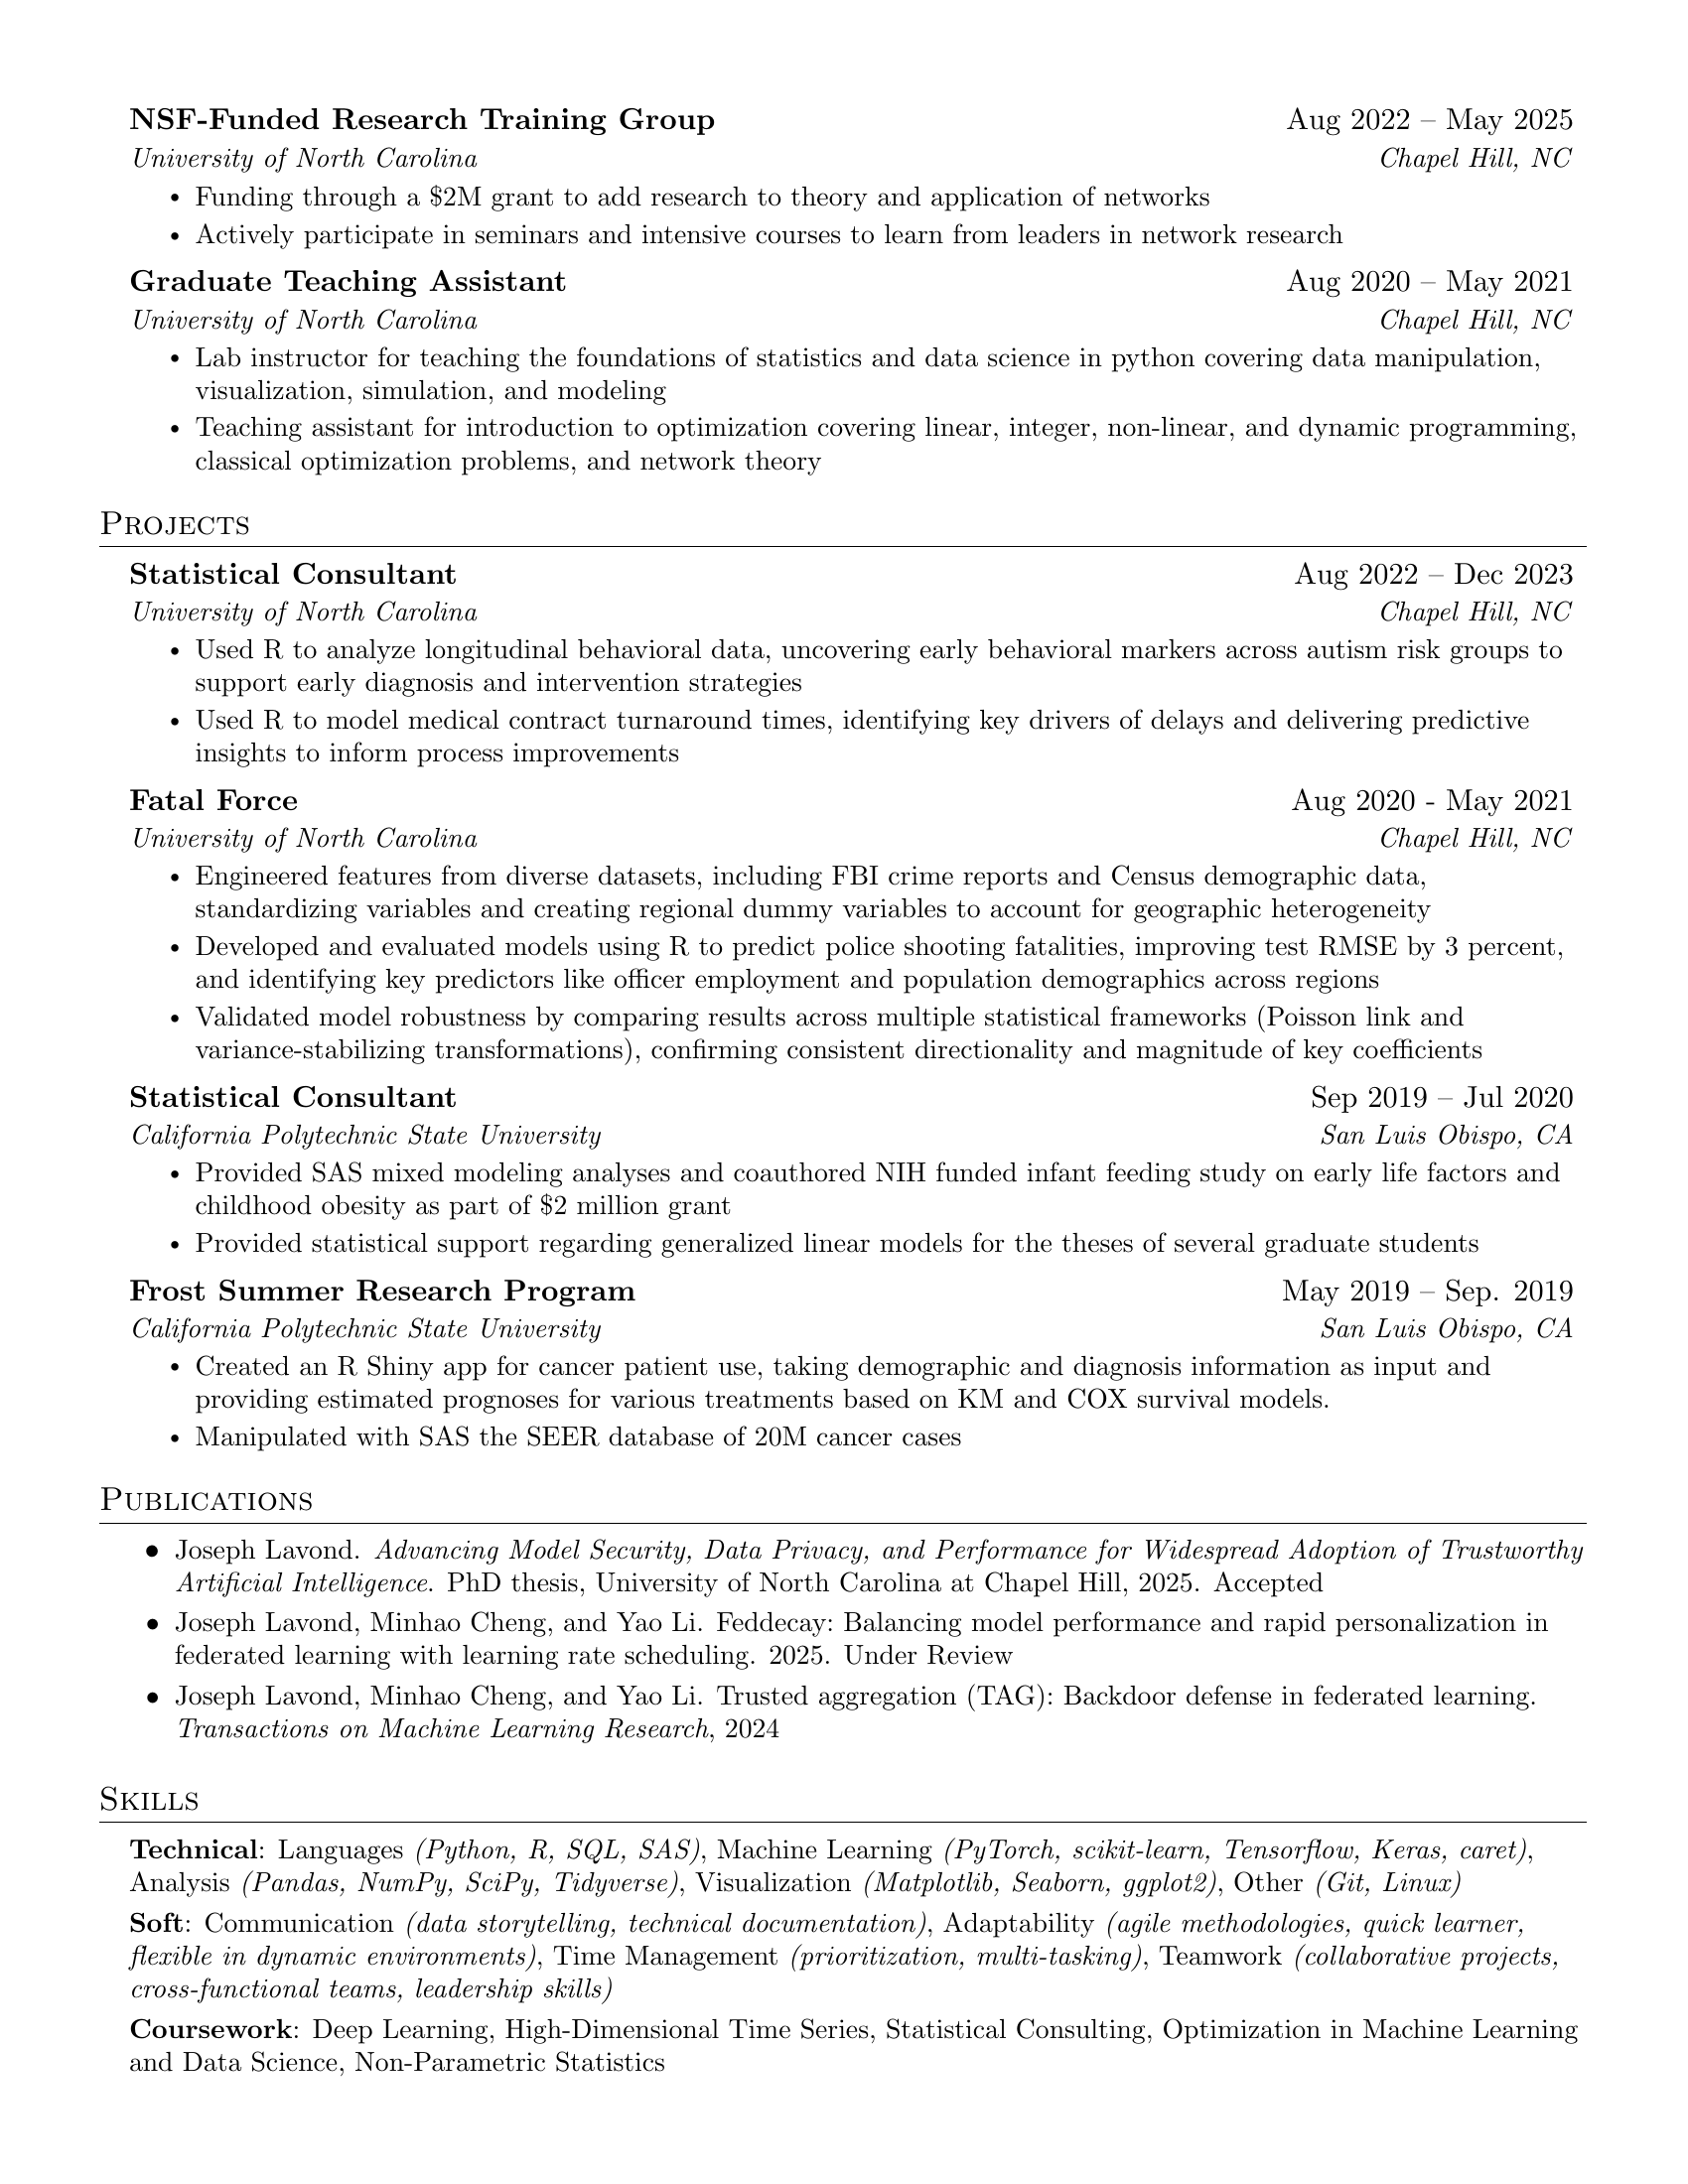 NSF-Funded Research Training Group Aug 2022 – May 2025
University of North Carolina Chapel Hill, NC
• Funding through a $2M grant to add research to theory and application of networks
• Actively participate in seminars and intensive courses to learn from leaders in network research
Graduate Teaching Assistant Aug 2020 – May 2021
University of North Carolina Chapel Hill, NC
• Lab instructor for teaching the foundations of statistics and data science in python covering data manipulation,
visualization, simulation, and modeling
• Teaching assistant for introduction to optimization covering linear, integer, non-linear, and dynamic programming,
classical optimization problems, and network theory
Projects
Statistical Consultant Aug 2022 – Dec 2023
University of North Carolina Chapel Hill, NC
• Used R to analyze longitudinal behavioral data, uncovering early behavioral markers across autism risk groups to
support early diagnosis and intervention strategies
• Used R to model medical contract turnaround times, identifying key drivers of delays and delivering predictive
insights to inform process improvements
Fatal Force Aug 2020 - May 2021
University of North Carolina Chapel Hill, NC
• Engineered features from diverse datasets, including FBI crime reports and Census demographic data,
standardizing variables and creating regional dummy variables to account for geographic heterogeneity
• Developed and evaluated models using R to predict police shooting fatalities, improving test RMSE by 3 percent,
and identifying key predictors like officer employment and population demographics across regions
• Validated model robustness by comparing results across multiple statistical frameworks (Poisson link and
variance-stabilizing transformations), confirming consistent directionality and magnitude of key coefficients
Statistical Consultant Sep 2019 – Jul 2020
California Polytechnic State University San Luis Obispo, CA
• Provided SAS mixed modeling analyses and coauthored NIH funded infant feeding study on early life factors and
childhood obesity as part of $2 million grant
• Provided statistical support regarding generalized linear models for the theses of several graduate students
Frost Summer Research Program May 2019 – Sep. 2019
California Polytechnic State University San Luis Obispo, CA
• Created an R Shiny app for cancer patient use, taking demographic and diagnosis information as input and
providing estimated prognoses for various treatments based on KM and COX survival models.
• Manipulated with SAS the SEER database of 20M cancer cases
Publications
• Joseph Lavond. Advancing Model Security, Data Privacy, and Performance for Widespread Adoption of Trustworthy
Artificial Intelligence. PhD thesis, University of North Carolina at Chapel Hill, 2025. Accepted
• Joseph Lavond, Minhao Cheng, and Yao Li. Feddecay: Balancing model performance and rapid personalization in
federated learning with learning rate scheduling. 2025. Under Review
• Joseph Lavond, Minhao Cheng, and Yao Li. Trusted aggregation (TAG): Backdoor defense in federated learning.
Transactions on Machine Learning Research, 2024
Skills
Technical: Languages (Python, R, SQL, SAS), Machine Learning (PyTorch, scikit-learn, Tensorflow, Keras, caret),
Analysis (Pandas, NumPy, SciPy, Tidyverse), Visualization (Matplotlib, Seaborn, ggplot2), Other (Git, Linux)
Soft: Communication (data storytelling, technical documentation), Adaptability (agile methodologies, quick learner,
flexible in dynamic environments), Time Management (prioritization, multi-tasking), Teamwork (collaborative projects,
cross-functional teams, leadership skills)
Coursework: Deep Learning, High-Dimensional Time Series, Statistical Consulting, Optimization in Machine Learning
and Data Science, Non-Parametric Statistics